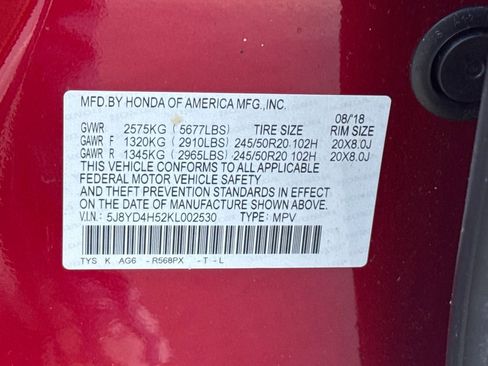 MFD.BY HONDA OF AMERICA MFG.,INC.
08/'18
GVWR 2575KG ( 5677LBS) TIRE SIZE RIM SIZE
GAWR F 1320KG ( 2910LBS) 245/50R20 102H 20X8.0J
GAWR R 1345KG ( 2965LBS) 245/50R20 102H 20X8.0J
THIS VEHICLE CONFORMS TO ALL APPLICABLE
FEDERAL MOTOR VEHICLE SAFETY, BUMPER,
AND THEFT PREVENTION STANDARDS IN EFFECT
ON THE DATE OF MANUFACTURE SHOWN ABOVE.
V.I.N: 5J8YD4H52KL002530 TYPE: MPV
TYS K AG6 - R568PX - T - L